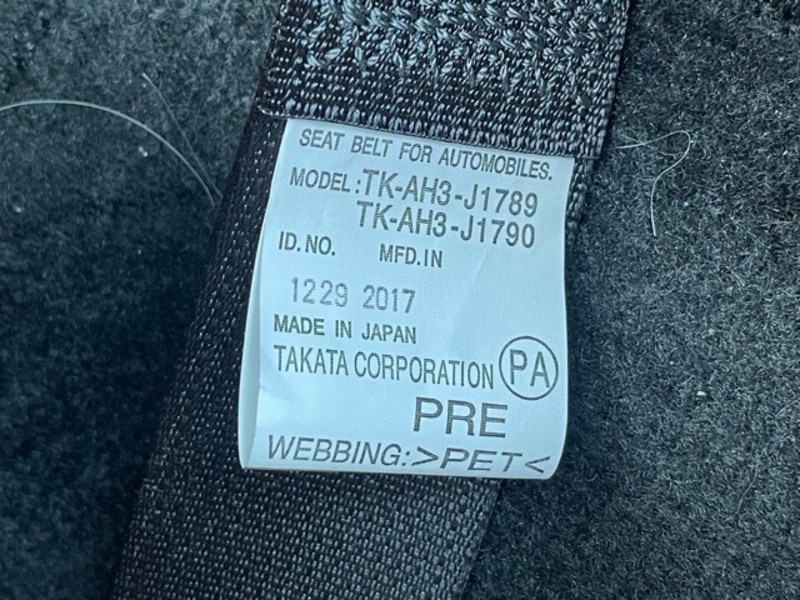 SEAT BELT FOR AUTOMOBILES.
MODEL:TK-AH3-J1789
TK-AH3-J1790
ID.NO. MFD.IN
1229 2017
MADE IN JAPAN
TAKATA CORPORATION PA
PRE
WEBBING:>PET<